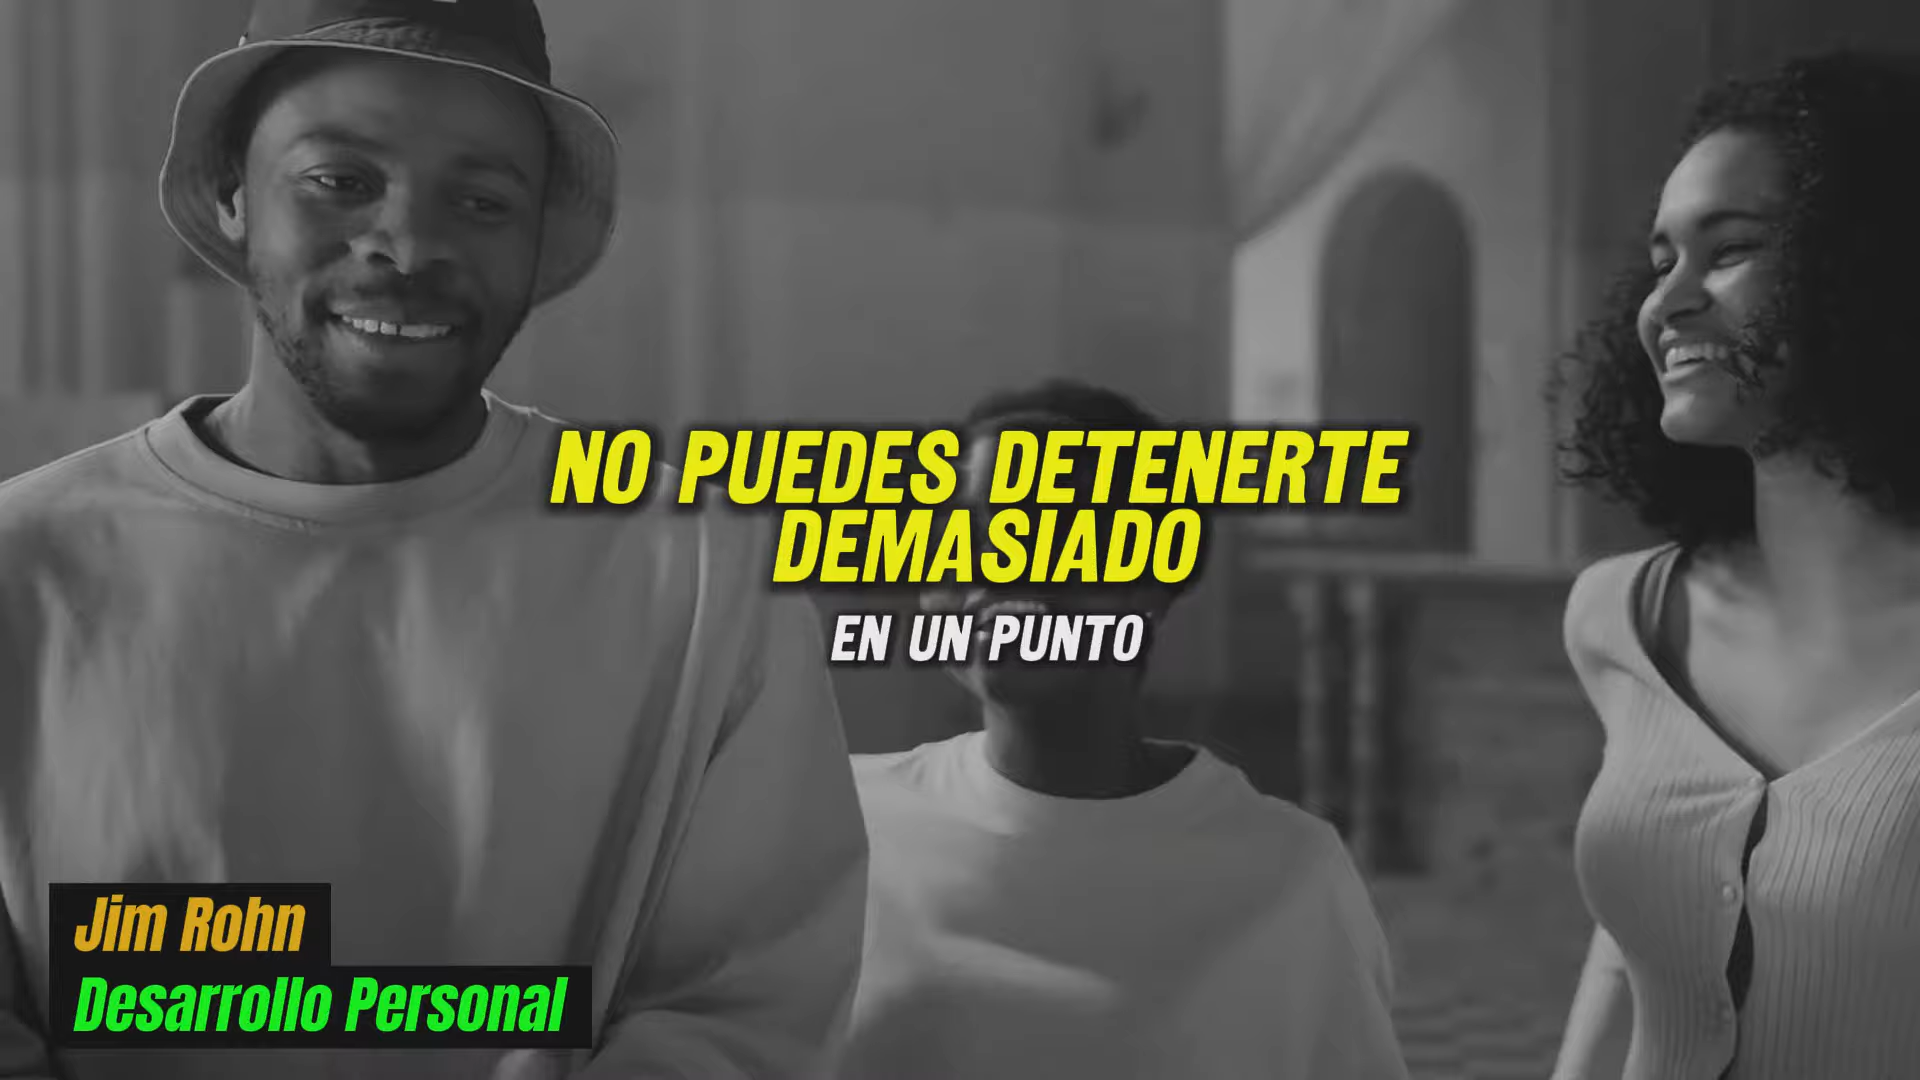 NO PUEDES DETENERTE
DEMASIADO
EN UN PUNTO
Jim Rohn
Desarrollo Personal